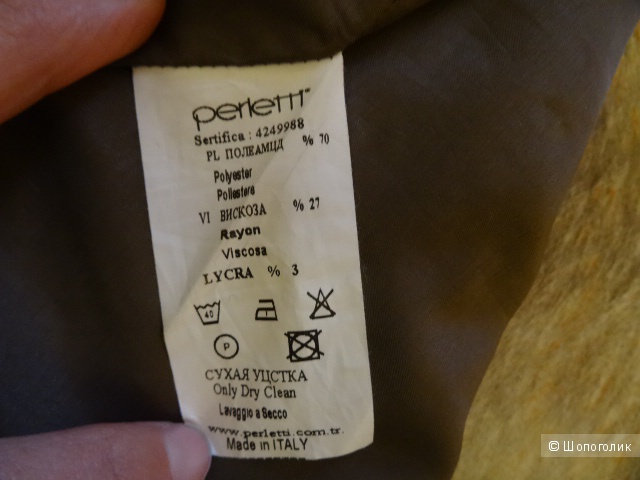 perletti™
Sertifica : 4249988
PL ПОЛЕАМЦД % 70
Polyester
Poliestere
VI ВИСКОЗА % 27
Rayon
Viscosa
LYCRA % 3
40
P
СУХАЯ УЦСТКА
Only Dry Clean
Lavaggio a Secco
www.perletti.com.tr.
Made in ITALY
© Шопоголик